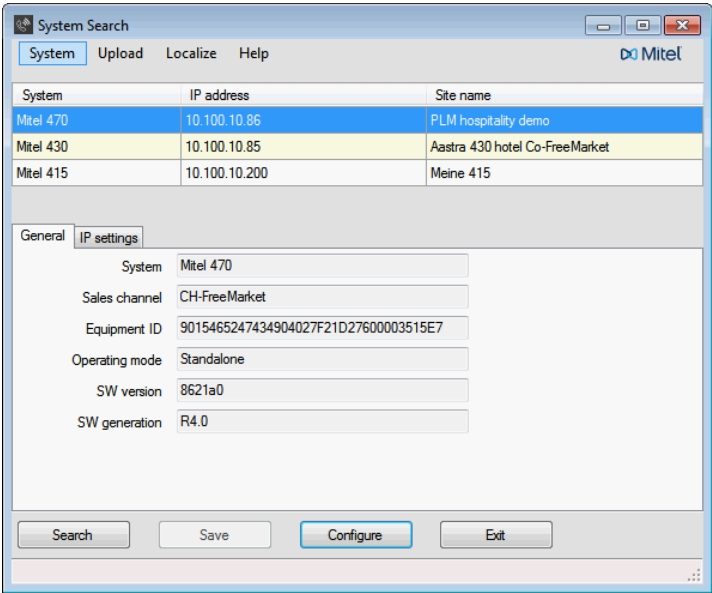 System Search
System Upload Localize Help Mitel
System IP address Site name
Mitel 470 10.100.10.86 PLM hospitality demo
Mitel 430 10.100.10.85 Aastra 430 hotel Co-FreeMarket
Mitel 415 10.100.10.200 Meine 415
General IP settings
System Mitel 470
Sales channel CH-FreeMarket
Equipment ID 9015465247434904027F21D27600003515E7
Operating mode Standalone
SW version 8621a0
SW generation R4.0
Search Save Configure Exit